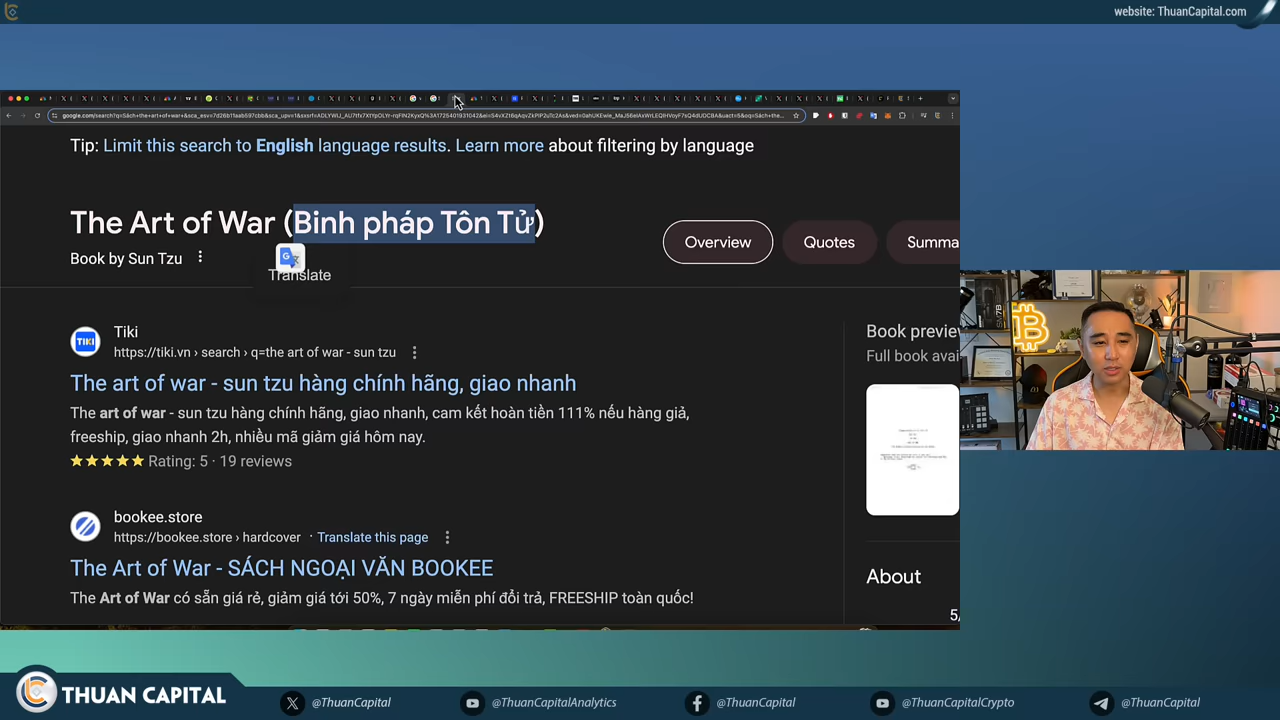 website: ThuanCapital.com
Tip: Limit this search to English language results. Learn more about filtering by language
The Art of War (Binh pháp Tôn Tử)
Book by Sun Tzu
Translate
Overview
Quotes
Summa
Tiki
https://tiki.vn › search › q=the art of war - sun tzu
The art of war - sun tzu hàng chính hãng, giao nhanh
The art of war - sun tzu hàng chính hãng, giao nhanh, cam kết hoàn tiền 111% nếu hàng giả,
freeship, giao nhanh 2h, nhiều mã giảm giá hôm nay.
Rating: 5 · 19 reviews
bookee.store
https://bookee.store › hardcover · Translate this page
The Art of War - SÁCH NGOẠI VĂN BOOKEE
The Art of War có sẵn giá rẻ, giảm giá tới 50%, 7 ngày miễn phí đổi trả, FREESHIP toàn quốc!
Book previe
Full book avai
About
5/
THUAN CAPITAL
@ThuanCapital
@ThuanCapitalAnalytics
@ThuanCapital
@ThuanCapitalCrypto
@ThuanCapital